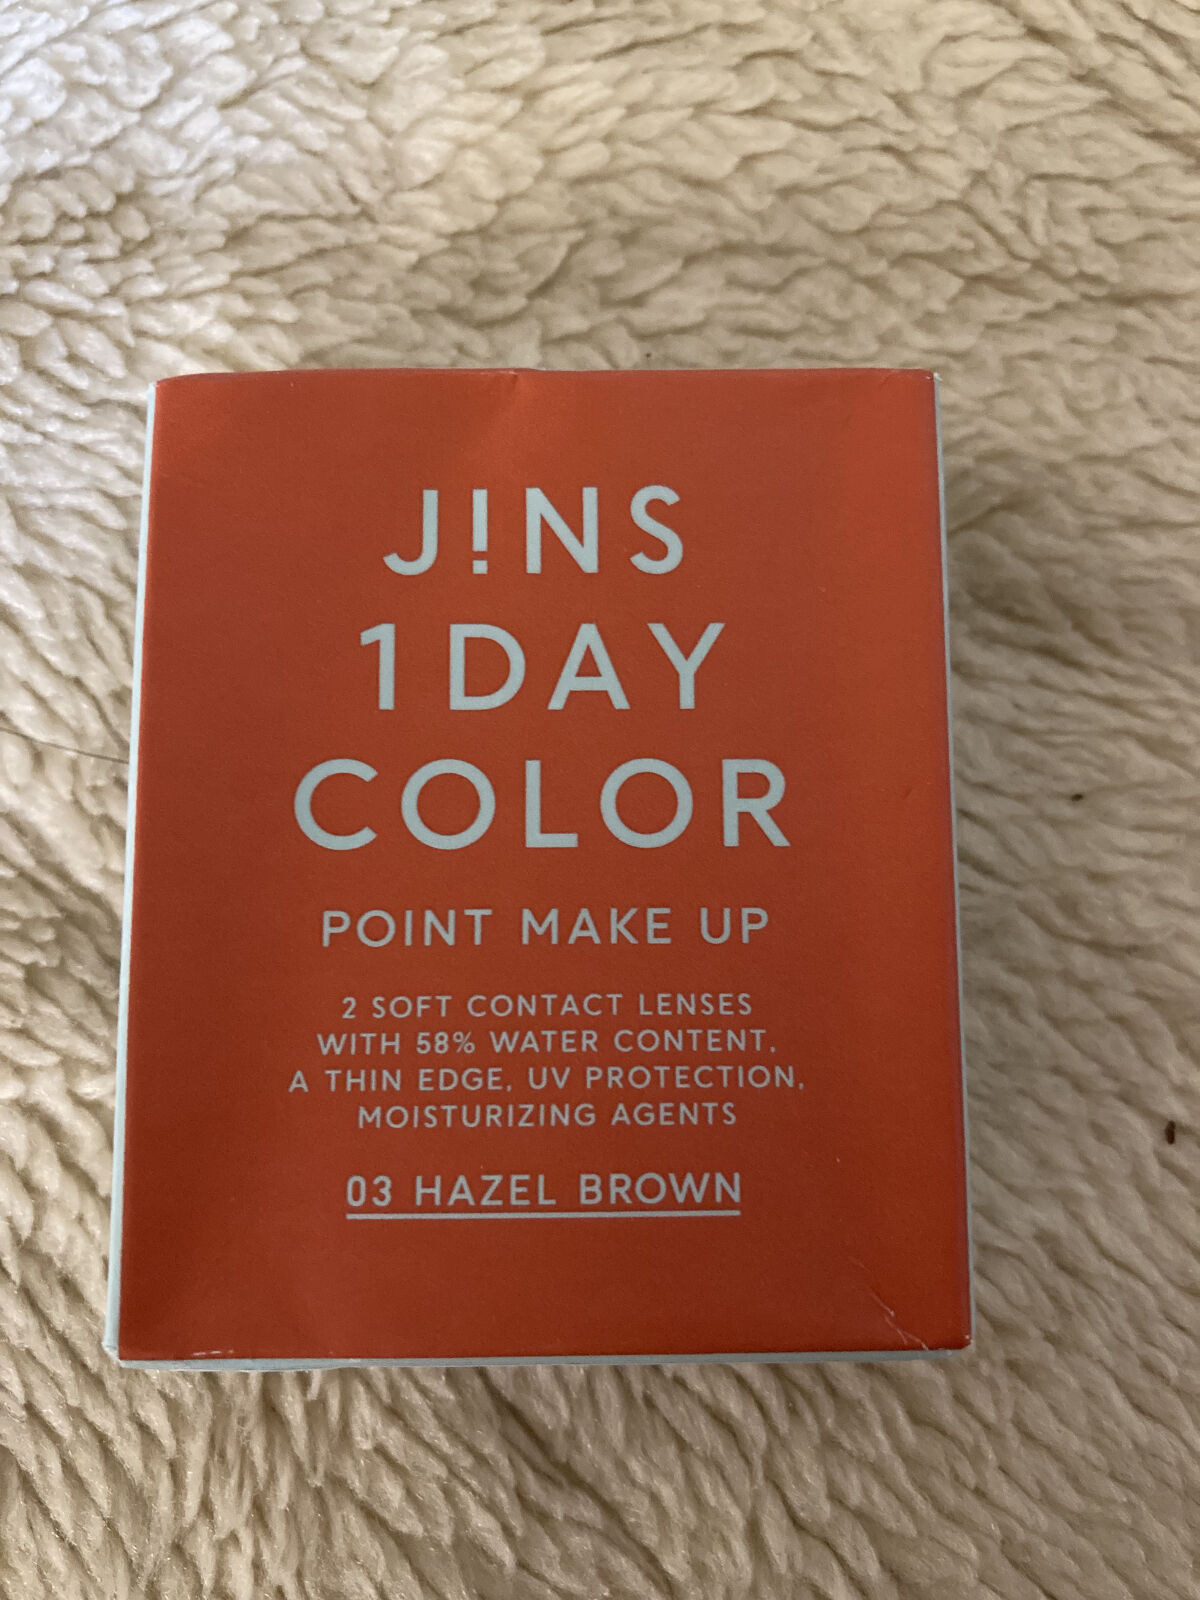 J!NS
1DAY
COLOR
POINT MAKE UP
2 SOFT CONTACT LENSES
WITH 58% WATER CONTENT,
A THIN EDGE, UV PROTECTION,
MOISTURIZING AGENTS
03 HAZEL BROWN